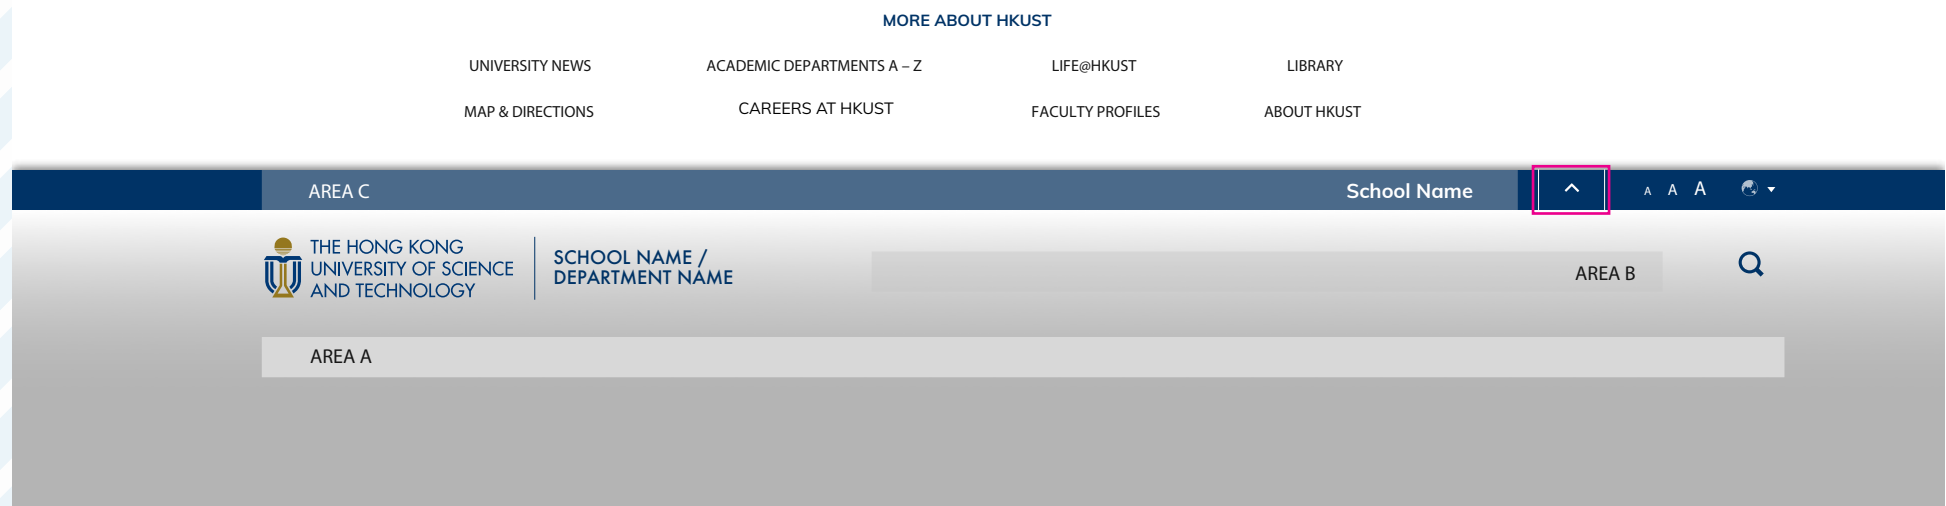 MORE ABOUT HKUST
UNIVERSITY NEWS ACADEMIC DEPARTMENTS A – Z LIFE@HKUST LIBRARY
MAP & DIRECTIONS CAREERS AT HKUST FACULTY PROFILES ABOUT HKUST
AREA C School Name A A A
THE HONG KONG
UNIVERSITY OF SCIENCE
AND TECHNOLOGY
SCHOOL NAME /
DEPARTMENT NAME
AREA B
AREA A